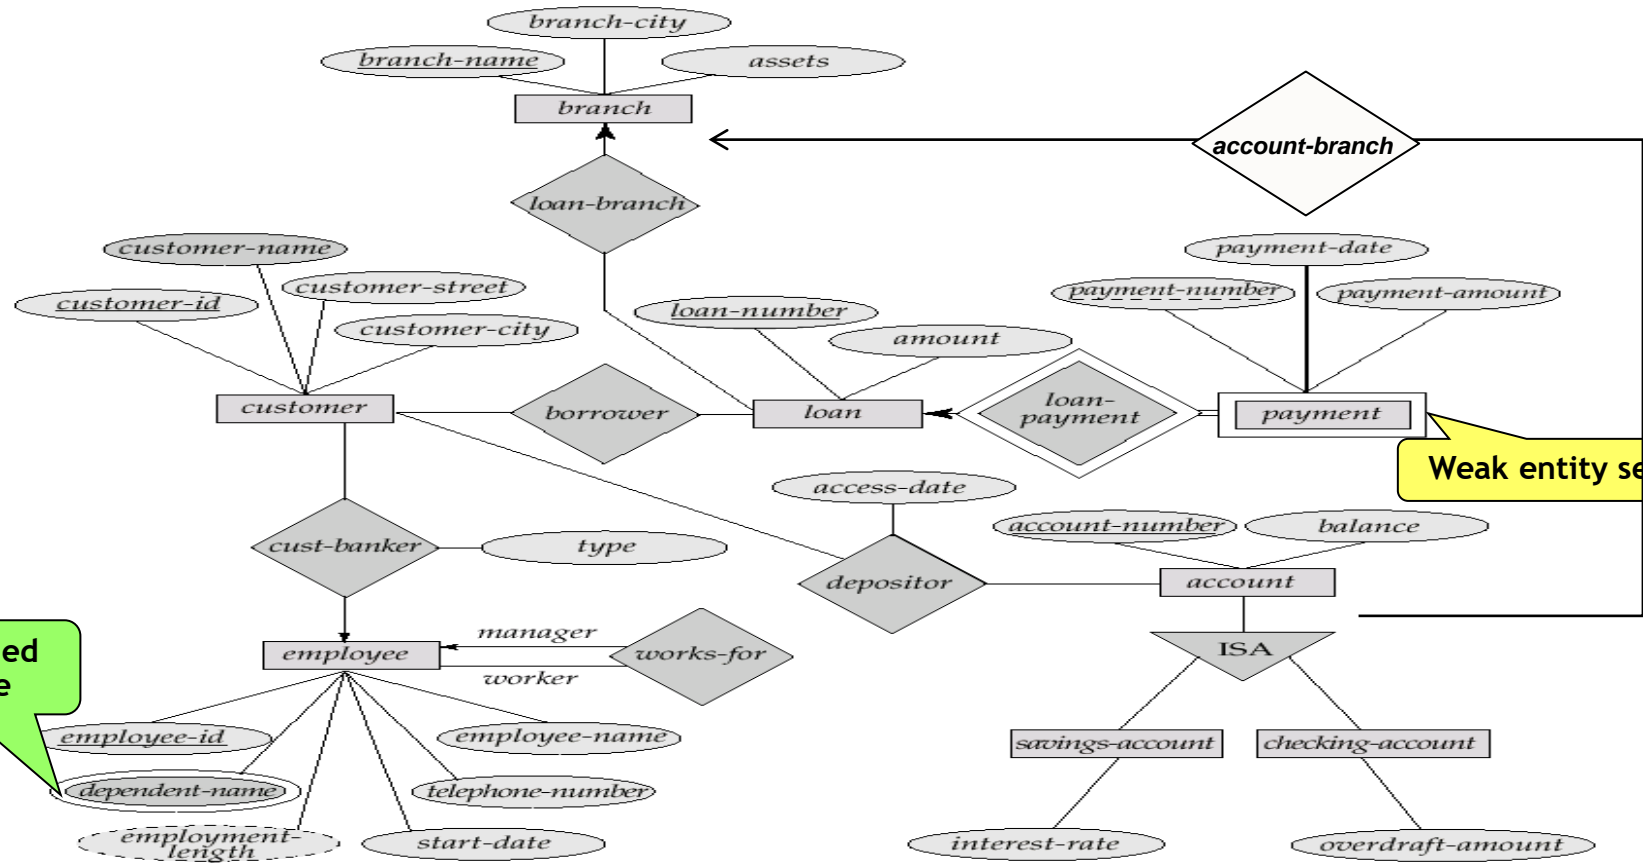 branch-city
branch-name
assets
branch
account-branch
loan-branch
customer-name
payment-date
customer-street
customer-id
payment-number
payment-amount
loan-number
customer-city
amount
customer
borrower
loan
loan-
payment
payment
Weak entity se
access-date
account-number
balance
cust-banker
type
depositor
account
manager
employee
works-for
worker
ISA
ed
e
employee-id
employee-name
savings-account
checking-account
dependent-name
telephone-number
employment-
length
start-date
interest-rate
overdraft-amount